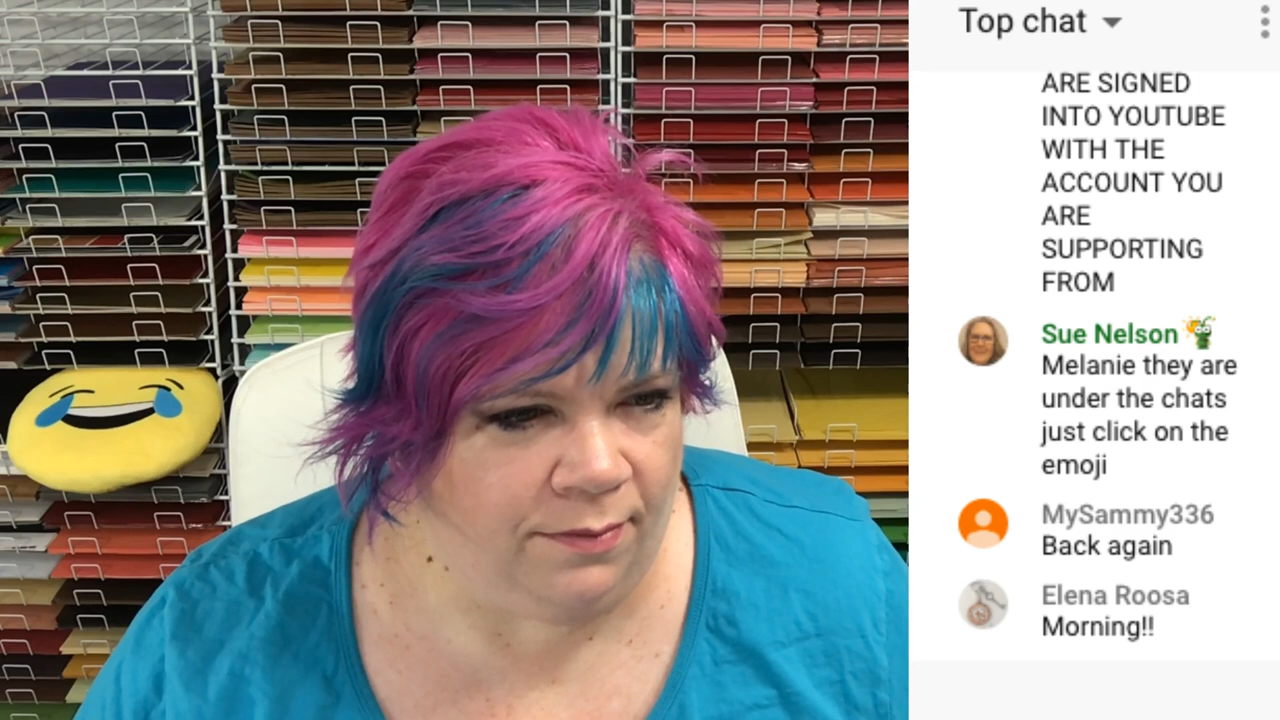 Top chat
ARE SIGNED
INTO YOUTUBE
WITH THE
ACCOUNT YOU
ARE
SUPPORTING
FROM
Sue Nelson
Melanie they are
under the chats
just click on the
emoji
MySammy336
Back again
Elena Roosa
Morning!!